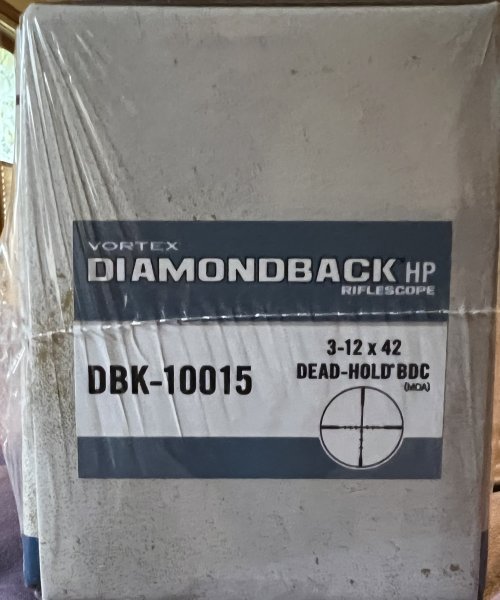 VORTEX
DIAMONDBACK® HP
RIFLESCOPE
DBK-10015
3-12 x 42
DEAD-HOLD® BDC
(MOA)